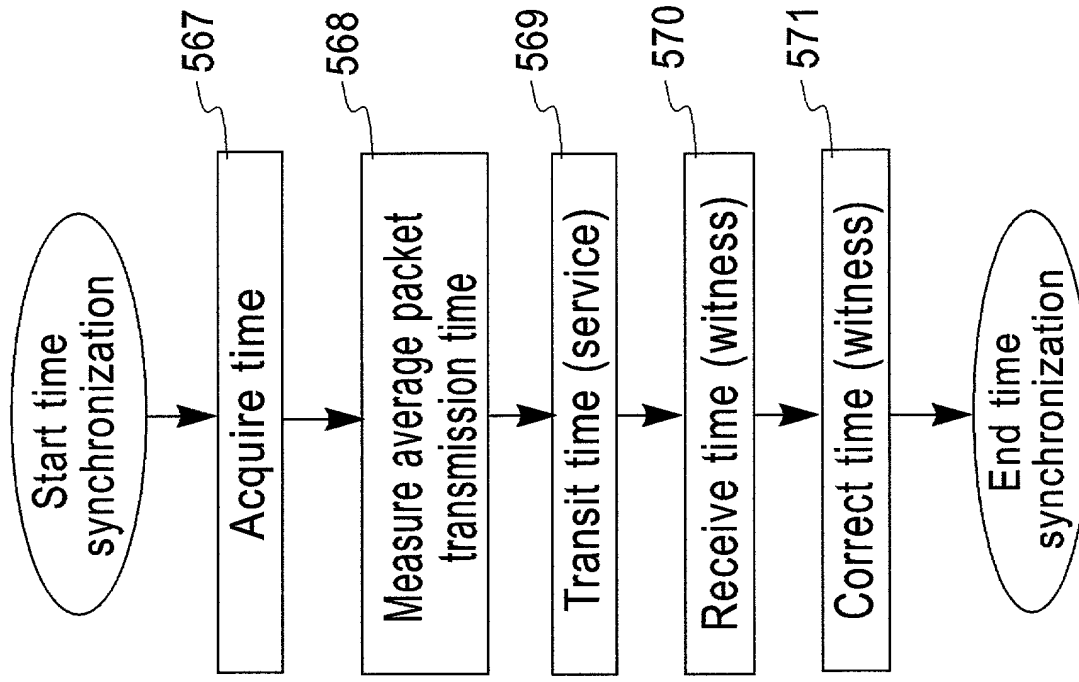 Start time
synchronization
567
Acquire time
568
Measure average packet
transmission time
569
Transit time (service)
570
Receive time (witness)
571
Correct time (witness)
End time
synchronization